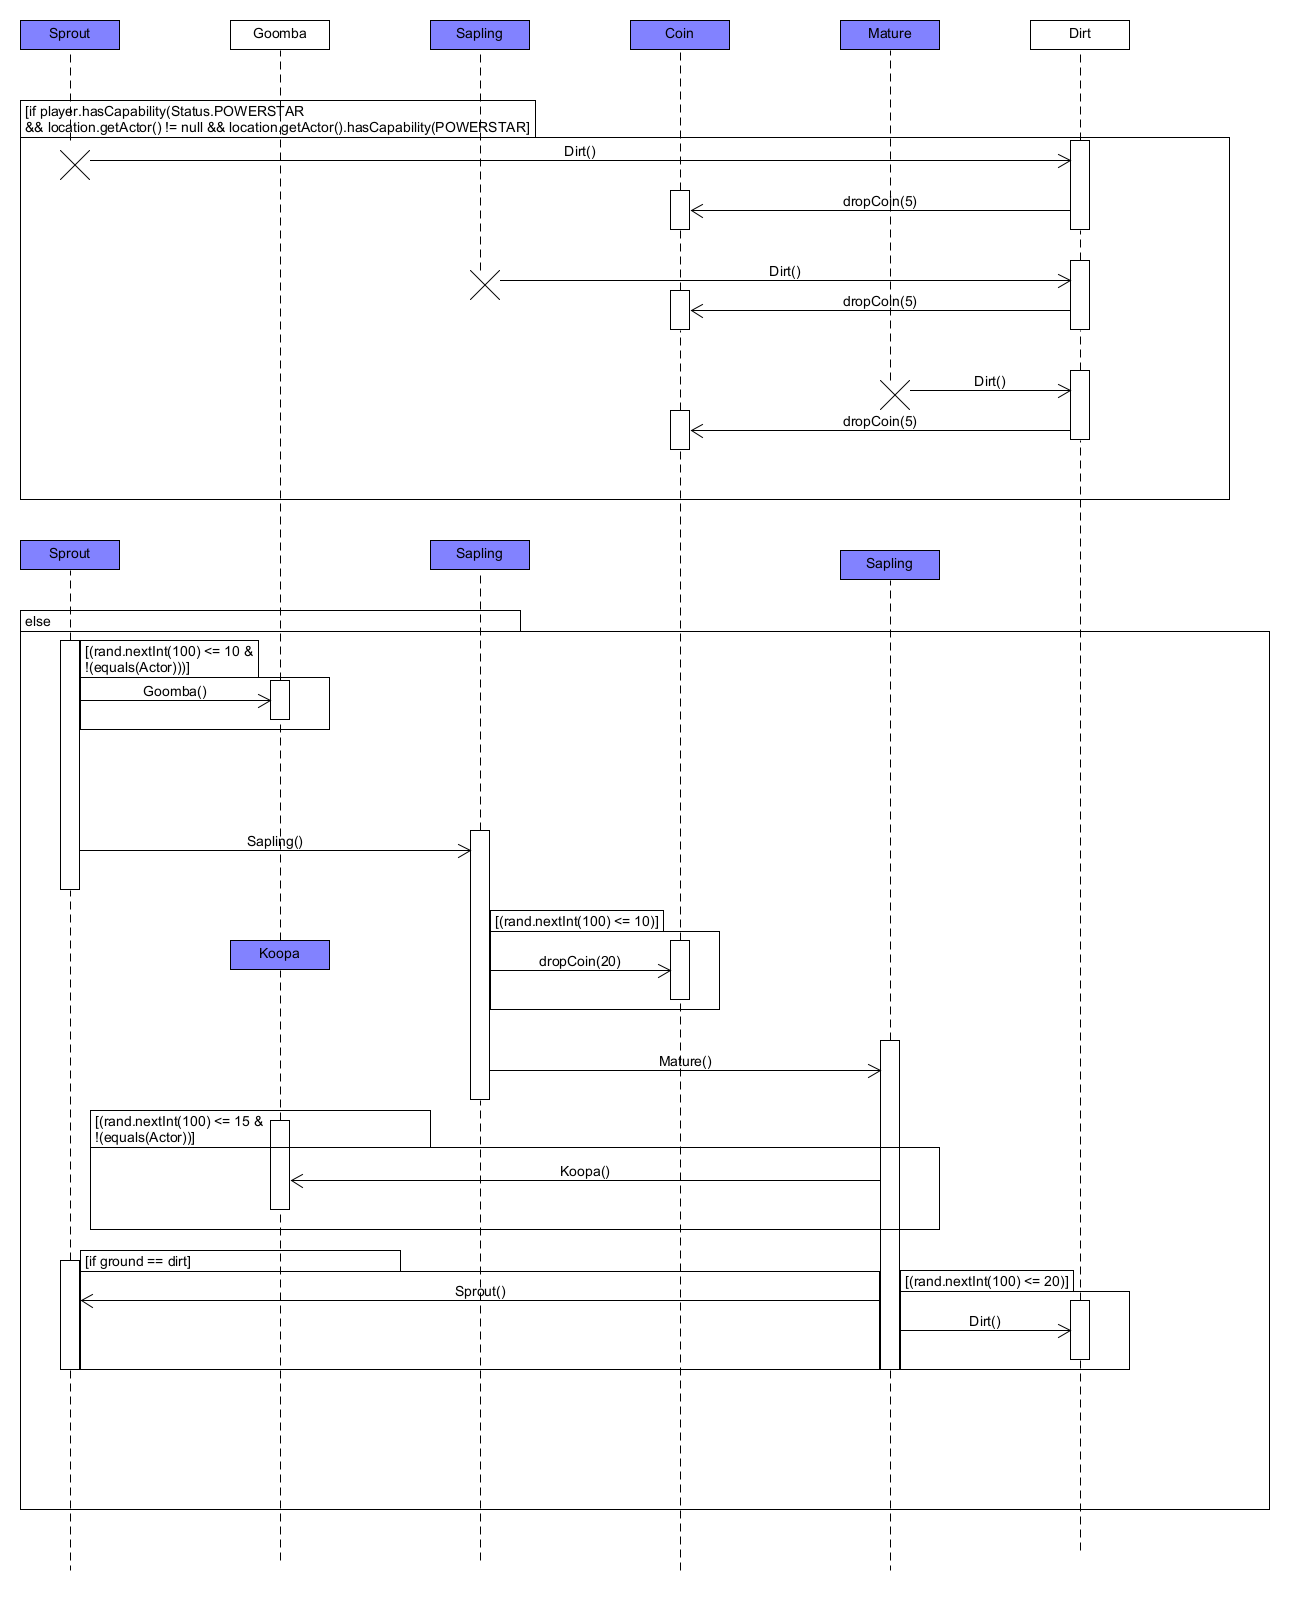 Sprout
Goomba
Sapling
Coin
Mature
Dirt
[if player.hasCapability(Status.POWERSTAR
&& location.getActor() != null && location.getActor().hasCapability(POWERSTAR]
Dirt()
dropCoin(5)
Dirt()
dropCoin(5)
Dirt()
dropCoin(5)
Sprout
Sapling
Sapling
else
[(rand.nextInt(100) <= 10 &
!(equals(Actor)))]
Goomba()
Sapling()
[(rand.nextInt(100) <= 10)]
Koopa
dropCoin(20)
Mature()
[(rand.nextInt(100) <= 15 &
!(equals(Actor))]
Koopa()
[if ground == dirt]
[(rand.nextInt(100) <= 20)]
Sprout()
Dirt()